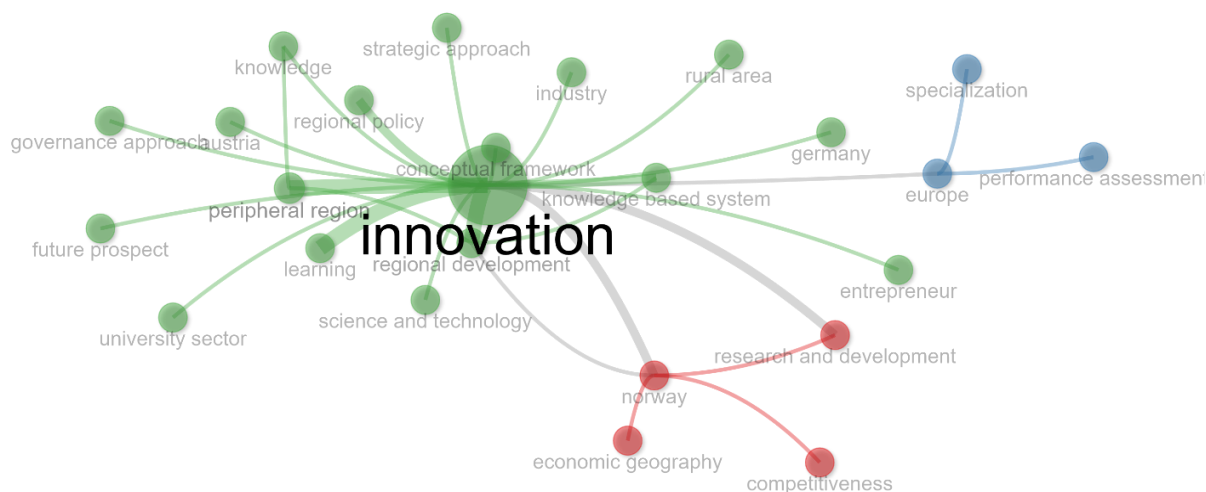 strategic approach
knowledge
rural area
industry
specialization
regional policy
governance approach
austria
germany
conceptual framework
performance assessment
knowledge based system
europe
peripheral region
innovation
future prospect
learning
regional development
entrepreneur
science and technology
university sector
research and development
norway
economic geography
competitiveness